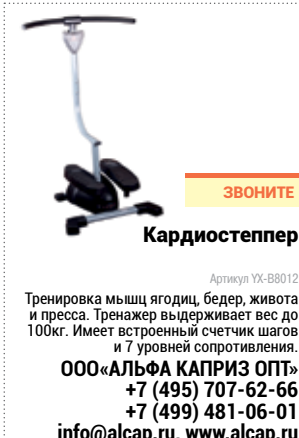 ЗВОНИТЕ
Кардиостеппер
Артикул YX-B8012
Тренировка мышц ягодиц, бедер, живота
и пресса. Тренажер выдерживает вес до
100кг. Имеет встроенный счетчик шагов
и 7 уровней сопротивления.
ООО«АЛЬФА КАПРИЗ ОПТ»
+7 (495) 707-62-66
+7 (499) 481-06-01
info@alcap.ru, www.alcap.ru